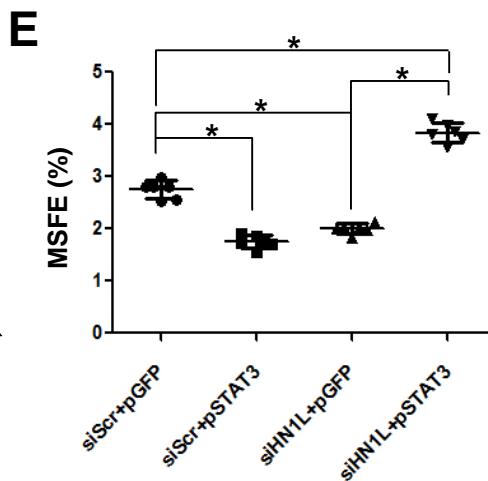 E
*
*
*
*
MSFE (%)
5
4
3
2
1
0
siScr+pGFP
siScr+pSTAT3
siHN1L+pGFP
siHN1L+pSTAT3